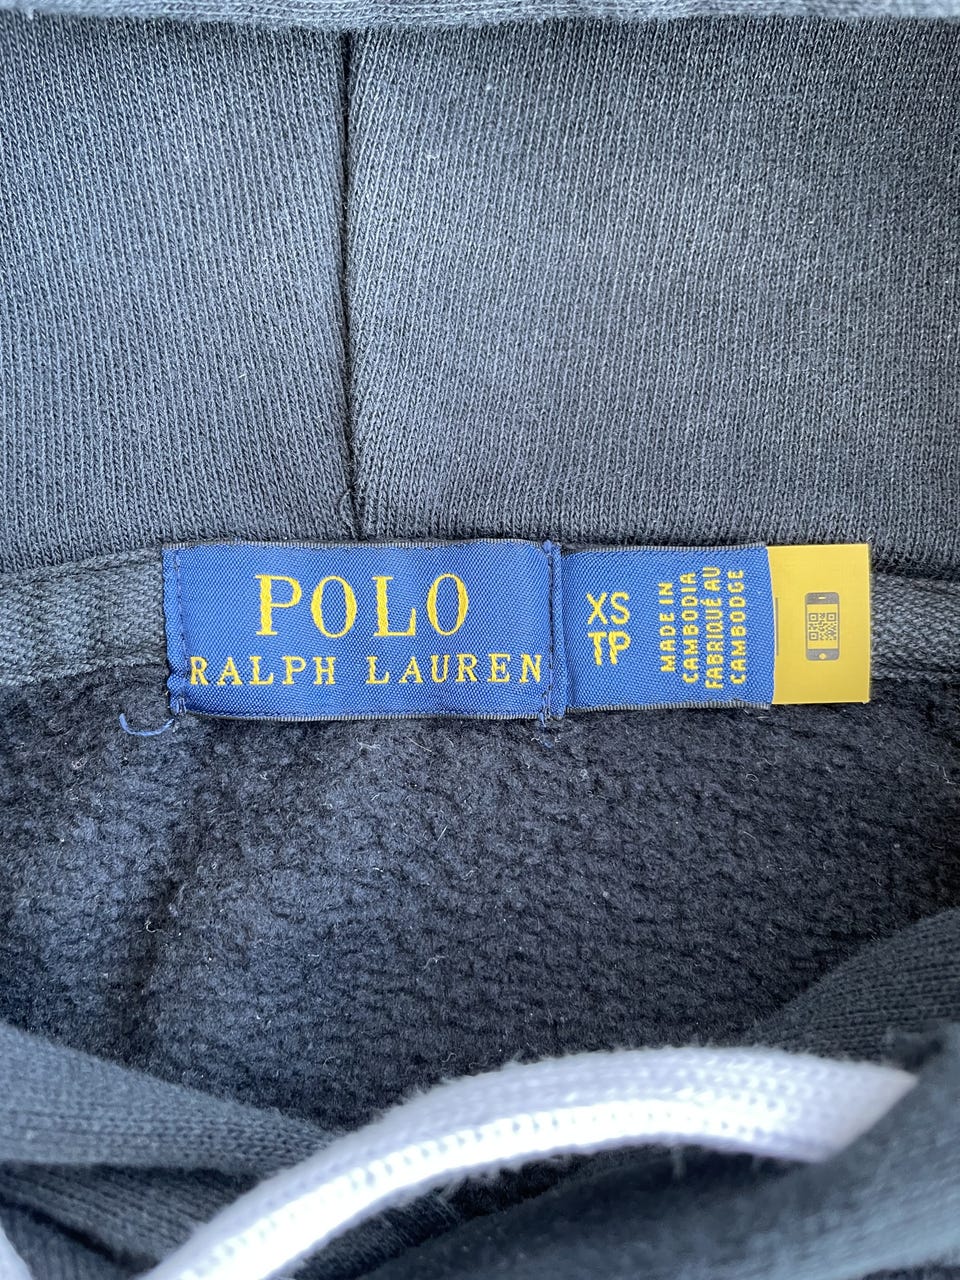 POLO
RALPH LAUREN
XS
TP
MADE IN
CAMBODIA
FABRIQUÉ AU
CAMBODGE